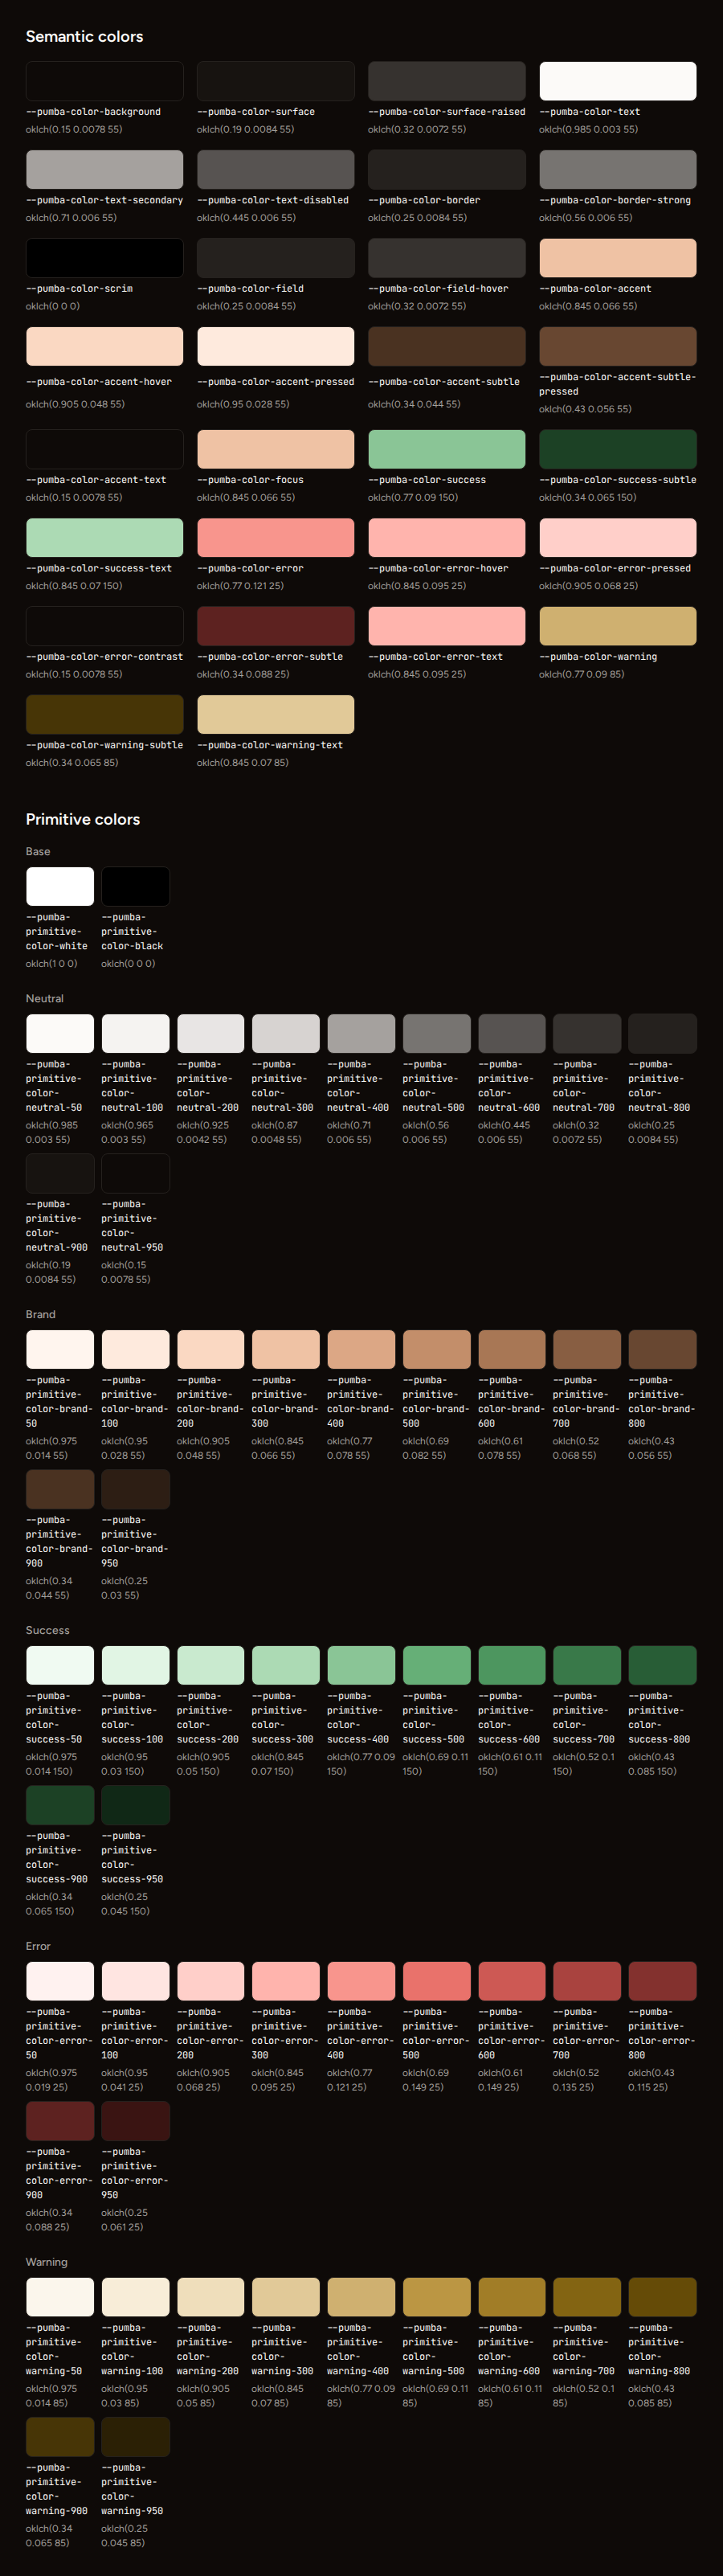 Semantic colors
--pumba-color-background
oklch(0.15 0.0078 55)
--pumba-color-surface
oklch(0.19 0.0084 55)
--pumba-color-surface-raised
oklch(0.32 0.0072 55)
--pumba-color-text
oklch(0.985 0.003 55)
--pumba-color-text-secondary
oklch(0.71 0.006 55)
--pumba-color-text-disabled
oklch(0.445 0.006 55)
--pumba-color-border
oklch(0.25 0.0084 55)
--pumba-color-border-strong
oklch(0.56 0.006 55)
--pumba-color-scrim
oklch(0 0 0)
--pumba-color-field
oklch(0.25 0.0084 55)
--pumba-color-field-hover
oklch(0.32 0.0072 55)
--pumba-color-accent
oklch(0.845 0.066 55)
--pumba-color-accent-hover
oklch(0.905 0.048 55)
--pumba-color-accent-pressed
oklch(0.95 0.028 55)
--pumba-color-accent-subtle
oklch(0.34 0.044 55)
--pumba-color-accent-subtle-
pressed
oklch(0.43 0.056 55)
--pumba-color-accent-text
oklch(0.15 0.0078 55)
--pumba-color-focus
oklch(0.845 0.066 55)
--pumba-color-success
oklch(0.77 0.09 150)
--pumba-color-success-subtle
oklch(0.34 0.065 150)
--pumba-color-success-text
oklch(0.845 0.07 150)
--pumba-color-error
oklch(0.77 0.121 25)
--pumba-color-error-hover
oklch(0.845 0.095 25)
--pumba-color-error-pressed
oklch(0.905 0.068 25)
--pumba-color-error-contrast
oklch(0.15 0.0078 55)
--pumba-color-error-subtle
oklch(0.34 0.088 25)
--pumba-color-error-text
oklch(0.845 0.095 25)
--pumba-color-warning
oklch(0.77 0.09 85)
--pumba-color-warning-subtle
oklch(0.34 0.065 85)
--pumba-color-warning-text
oklch(0.845 0.07 85)
Primitive colors
Base
--pumba-
primitive-
color-white
oklch(1 0 0)
--pumba-
primitive-
color-black
oklch(0 0 0)
Neutral
--pumba-
primitive-
color-
neutral-50
oklch(0.985
0.003 55)
--pumba-
primitive-
color-
neutral-100
oklch(0.965
0.003 55)
--pumba-
primitive-
color-
neutral-200
oklch(0.925
0.0042 55)
--pumba-
primitive-
color-
neutral-300
oklch(0.87
0.0048 55)
--pumba-
primitive-
color-
neutral-400
oklch(0.71
0.006 55)
--pumba-
primitive-
color-
neutral-500
oklch(0.56
0.006 55)
--pumba-
primitive-
color-
neutral-600
oklch(0.445
0.006 55)
--pumba-
primitive-
color-
neutral-700
oklch(0.32
0.0072 55)
--pumba-
primitive-
color-
neutral-800
oklch(0.25
0.0084 55)
--pumba-
primitive-
color-
neutral-900
oklch(0.19
0.0084 55)
--pumba-
primitive-
color-
neutral-950
oklch(0.15
0.0078 55)
Brand
--pumba-
primitive-
color-brand-
50
oklch(0.975
0.014 55)
--pumba-
primitive-
color-brand-
100
oklch(0.95
0.028 55)
--pumba-
primitive-
color-brand-
200
oklch(0.905
0.048 55)
--pumba-
primitive-
color-brand-
300
oklch(0.845
0.066 55)
--pumba-
primitive-
color-brand-
400
oklch(0.77
0.078 55)
--pumba-
primitive-
color-brand-
500
oklch(0.69
0.082 55)
--pumba-
primitive-
color-brand-
600
oklch(0.61
0.078 55)
--pumba-
primitive-
color-brand-
700
oklch(0.52
0.068 55)
--pumba-
primitive-
color-brand-
800
oklch(0.43
0.056 55)
--pumba-
primitive-
color-brand-
900
oklch(0.34
0.044 55)
--pumba-
primitive-
color-brand-
950
oklch(0.25
0.03 55)
Success
--pumba-
primitive-
color-
success-50
oklch(0.975
0.014 150)
--pumba-
primitive-
color-
success-100
oklch(0.95
0.03 150)
--pumba-
primitive-
color-
success-200
oklch(0.905
0.05 150)
--pumba-
primitive-
color-
success-300
oklch(0.845
0.07 150)
--pumba-
primitive-
color-
success-400
oklch(0.77 0.09
150)
--pumba-
primitive-
color-
success-500
oklch(0.69 0.11
150)
--pumba-
primitive-
color-
success-600
oklch(0.61 0.11
150)
--pumba-
primitive-
color-
success-700
oklch(0.52 0.1
150)
--pumba-
primitive-
color-
success-800
oklch(0.43
0.085 150)
--pumba-
primitive-
color-
success-900
oklch(0.34
0.065 150)
--pumba-
primitive-
color-
success-950
oklch(0.25
0.045 150)
Error
--pumba-
primitive-
color-error-
50
oklch(0.975
0.019 25)
--pumba-
primitive-
color-error-
100
oklch(0.95
0.041 25)
--pumba-
primitive-
color-error-
200
oklch(0.905
0.068 25)
--pumba-
primitive-
color-error-
300
oklch(0.845
0.095 25)
--pumba-
primitive-
color-error-
400
oklch(0.77
0.121 25)
--pumba-
primitive-
color-error-
500
oklch(0.69
0.149 25)
--pumba-
primitive-
color-error-
600
oklch(0.61
0.149 25)
--pumba-
primitive-
color-error-
700
oklch(0.52
0.135 25)
--pumba-
primitive-
color-error-
800
oklch(0.43
0.115 25)
--pumba-
primitive-
color-error-
900
oklch(0.34
0.088 25)
--pumba-
primitive-
color-error-
950
oklch(0.25
0.061 25)
Warning
--pumba-
primitive-
color-
warning-50
oklch(0.975
0.014 85)
--pumba-
primitive-
color-
warning-100
oklch(0.95
0.03 85)
--pumba-
primitive-
color-
warning-200
oklch(0.905
0.05 85)
--pumba-
primitive-
color-
warning-300
oklch(0.845
0.07 85)
--pumba-
primitive-
color-
warning-400
oklch(0.77 0.09
85)
--pumba-
primitive-
color-
warning-500
oklch(0.69 0.11
85)
--pumba-
primitive-
color-
warning-600
oklch(0.61 0.11
85)
--pumba-
primitive-
color-
warning-700
oklch(0.52 0.1
85)
--pumba-
primitive-
color-
warning-800
oklch(0.43
0.085 85)
--pumba-
primitive-
color-
warning-900
oklch(0.34
0.065 85)
--pumba-
primitive-
color-
warning-950
oklch(0.25
0.045 85)